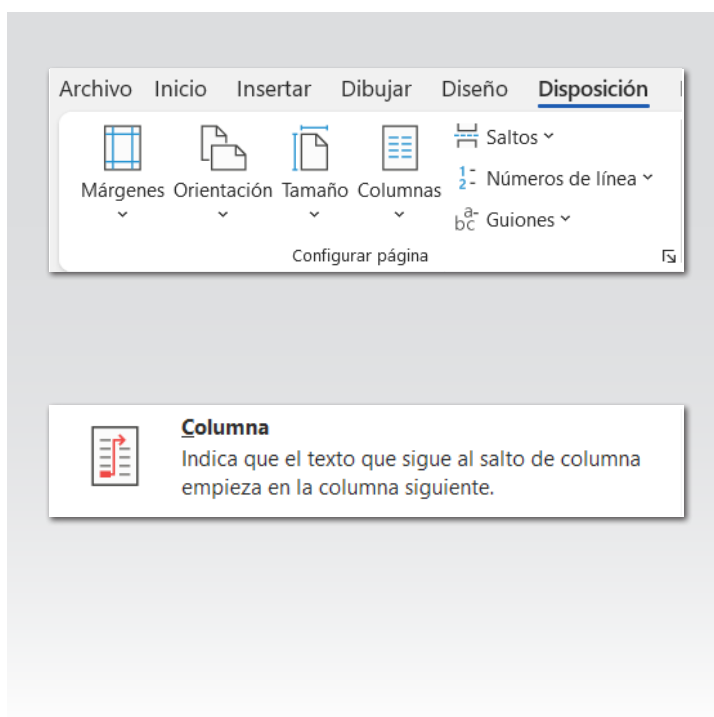 Archivo Inicio Insertar Dibujar Diseño Disposición
Márgenes Orientación Tamaño Columnas
Saltos
Números de línea
Guiones
Configurar página
Columna
Indica que el texto que sigue al salto de columna
empieza en la columna siguiente.